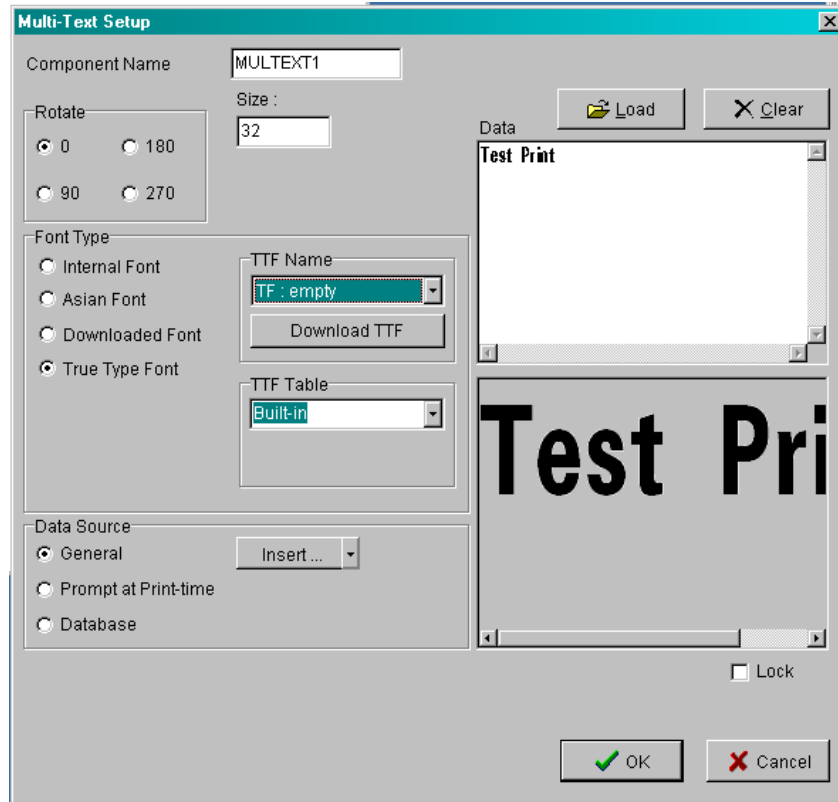 Multi-Text Setup
Component Name
MULTEXT1
Size :
32
Load
Clear
Rotate
0
180
90
270
Data
Test Print
Font Type
Internal Font
Asian Font
Downloaded Font
True Type Font
TTF Name
TF : empty
Download TTF
TTF Table
Built-in
Test Pri
Data Source
General
Insert ...
Prompt at Print-time
Database
Lock
OK
Cancel